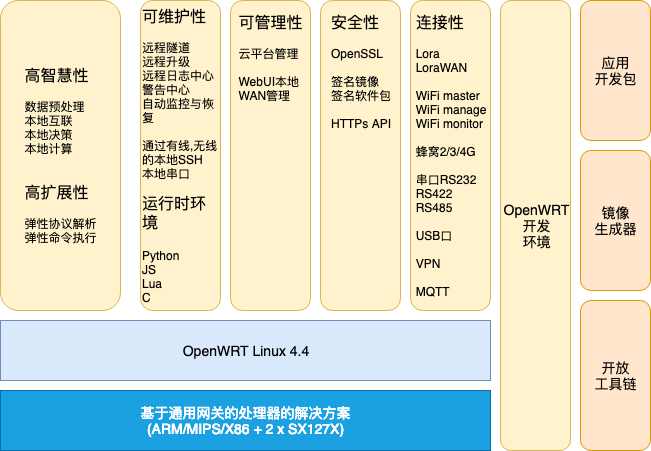 高智慧性
数据预处理
本地互联
本地决策
本地计算
高扩展性
弹性协议解析
弹性命令执行
可维护性
远程隧道
远程升级
远程日志中心
警告中心
自动监控与恢
复
通过有线,无线
的本地SSH
本地串口
运行时环
境
Python
JS
Lua
C
可管理性
云平台管理
WebUI本地
WAN管理
安全性
OpenSSL
签名镜像
签名软件包
HTTPs API
连接性
Lora
LoraWAN
WiFi master
WiFi manage
WiFi monitor
蜂窝2/3/4G
串口RS232
RS422
RS485
USB口
VPN
MQTT
OpenWRT
开发
环境
应用
开发包
镜像
生成器
开放
工具链
OpenWRT Linux 4.4
基于通用网关的处理器的解决方案
(ARM/MIPS/X86 + 2 x SX127X)